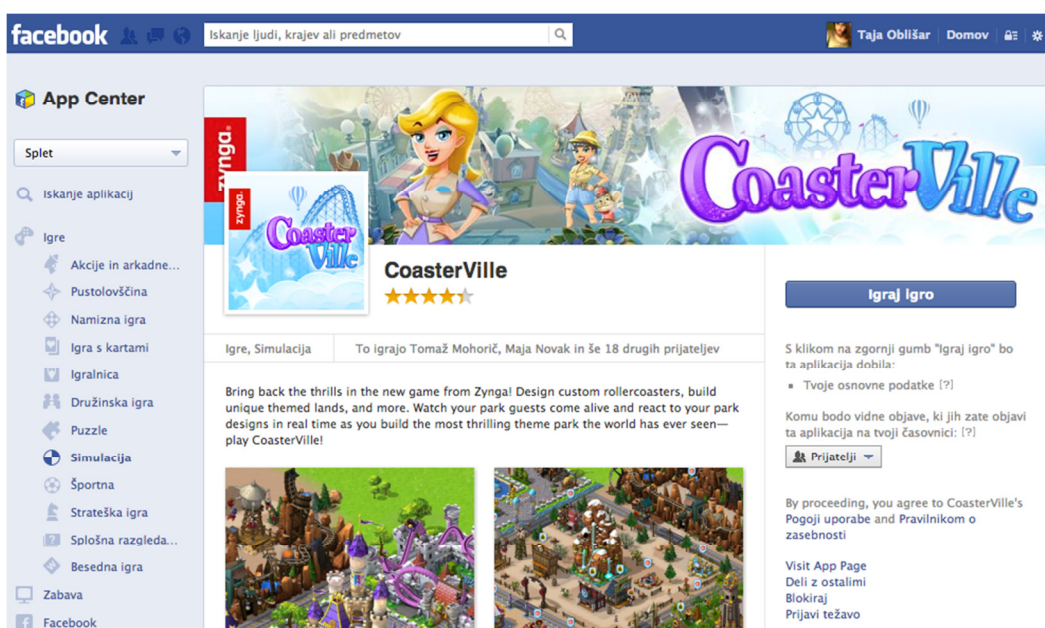 facebook
Iskanje ljudi, krajev ali predmetov
Taja Oblišar
Domov
App Center
Splet
Iskanje aplikacij
Igre
Akcije in arkadne...
Pustolovščina
Namizna igra
Igra s kartami
Igralnica
Družinska igra
Puzzle
Simulacija
Športna
Strateška igra
Splošna razgleda...
Besedna igra
Zabava
Facebook
zynga
CoasterVille
zynga
Coaster
Ville
CoasterVille
Igre, Simulacija
To igrajo Tomaž Mohorič, Maja Novak in še 18 drugih prijateljev
Bring back the thrills in the new game from Zynga! Design custom rollercoasters, build
unique themed lands, and more. Watch your park guests come alive and react to your park
designs in real time as you build the most thrilling theme park the world has ever seen—
play CoasterVille!
Igraj igro
S klikom na zgornji gumb "Igraj igro" bo
ta aplikacija dobila:
Tvoje osnovne podatke [?]
Komu bodo vidne objave, ki jih zate objavi
ta aplikacija na tvoji časovnici: [?]
Prijatelji
By proceeding, you agree to CoasterVille's
Pogoji uporabe and Pravilnikom o
zasebnosti
Visit App Page
Deli z ostalimi
Blokiraj
Prijavi težavo